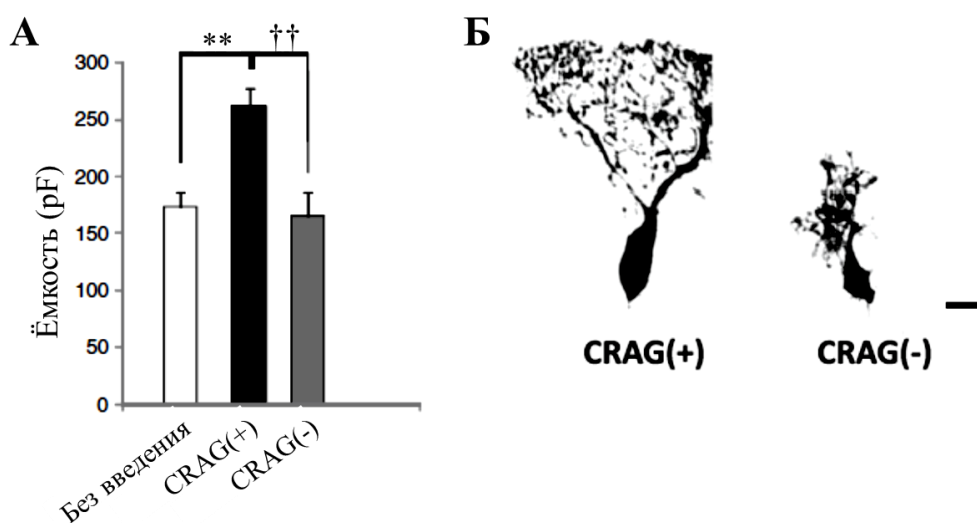 А
Б
** ††
300
250
200
150
100
50
0
Ёмкость (pF)
Без введения
CRAG(+)
CRAG(-)
CRAG(+)
CRAG(-)